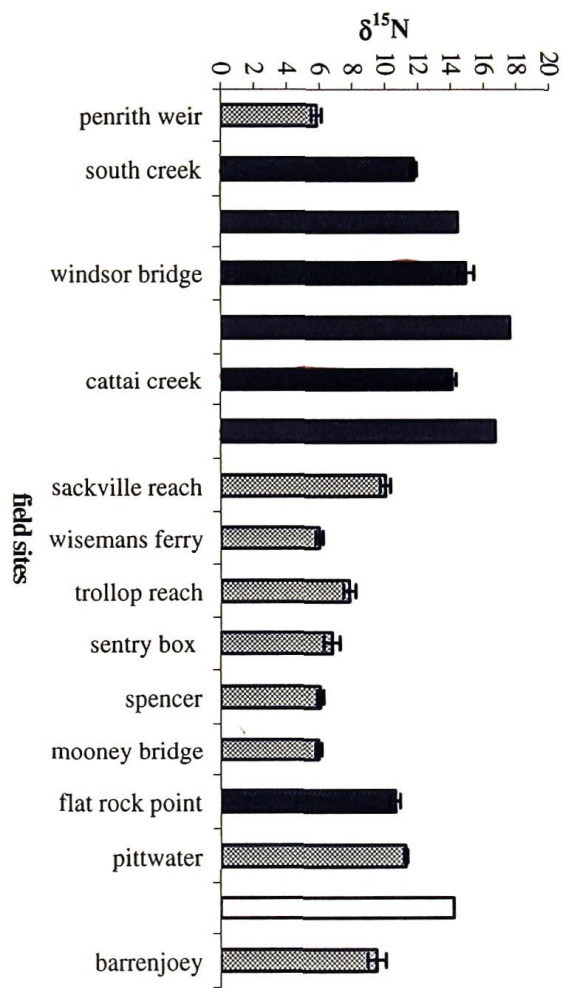 δ¹⁵N
0 2 4 6 8 10 12 14 16 18 20
penrith weir
south creek
windsor bridge
cattai creek
sackville reach
wisemans ferry
trollop reach
sentry box
spencer
mooney bridge
flat rock point
pittwater
barrenjoey
field sites